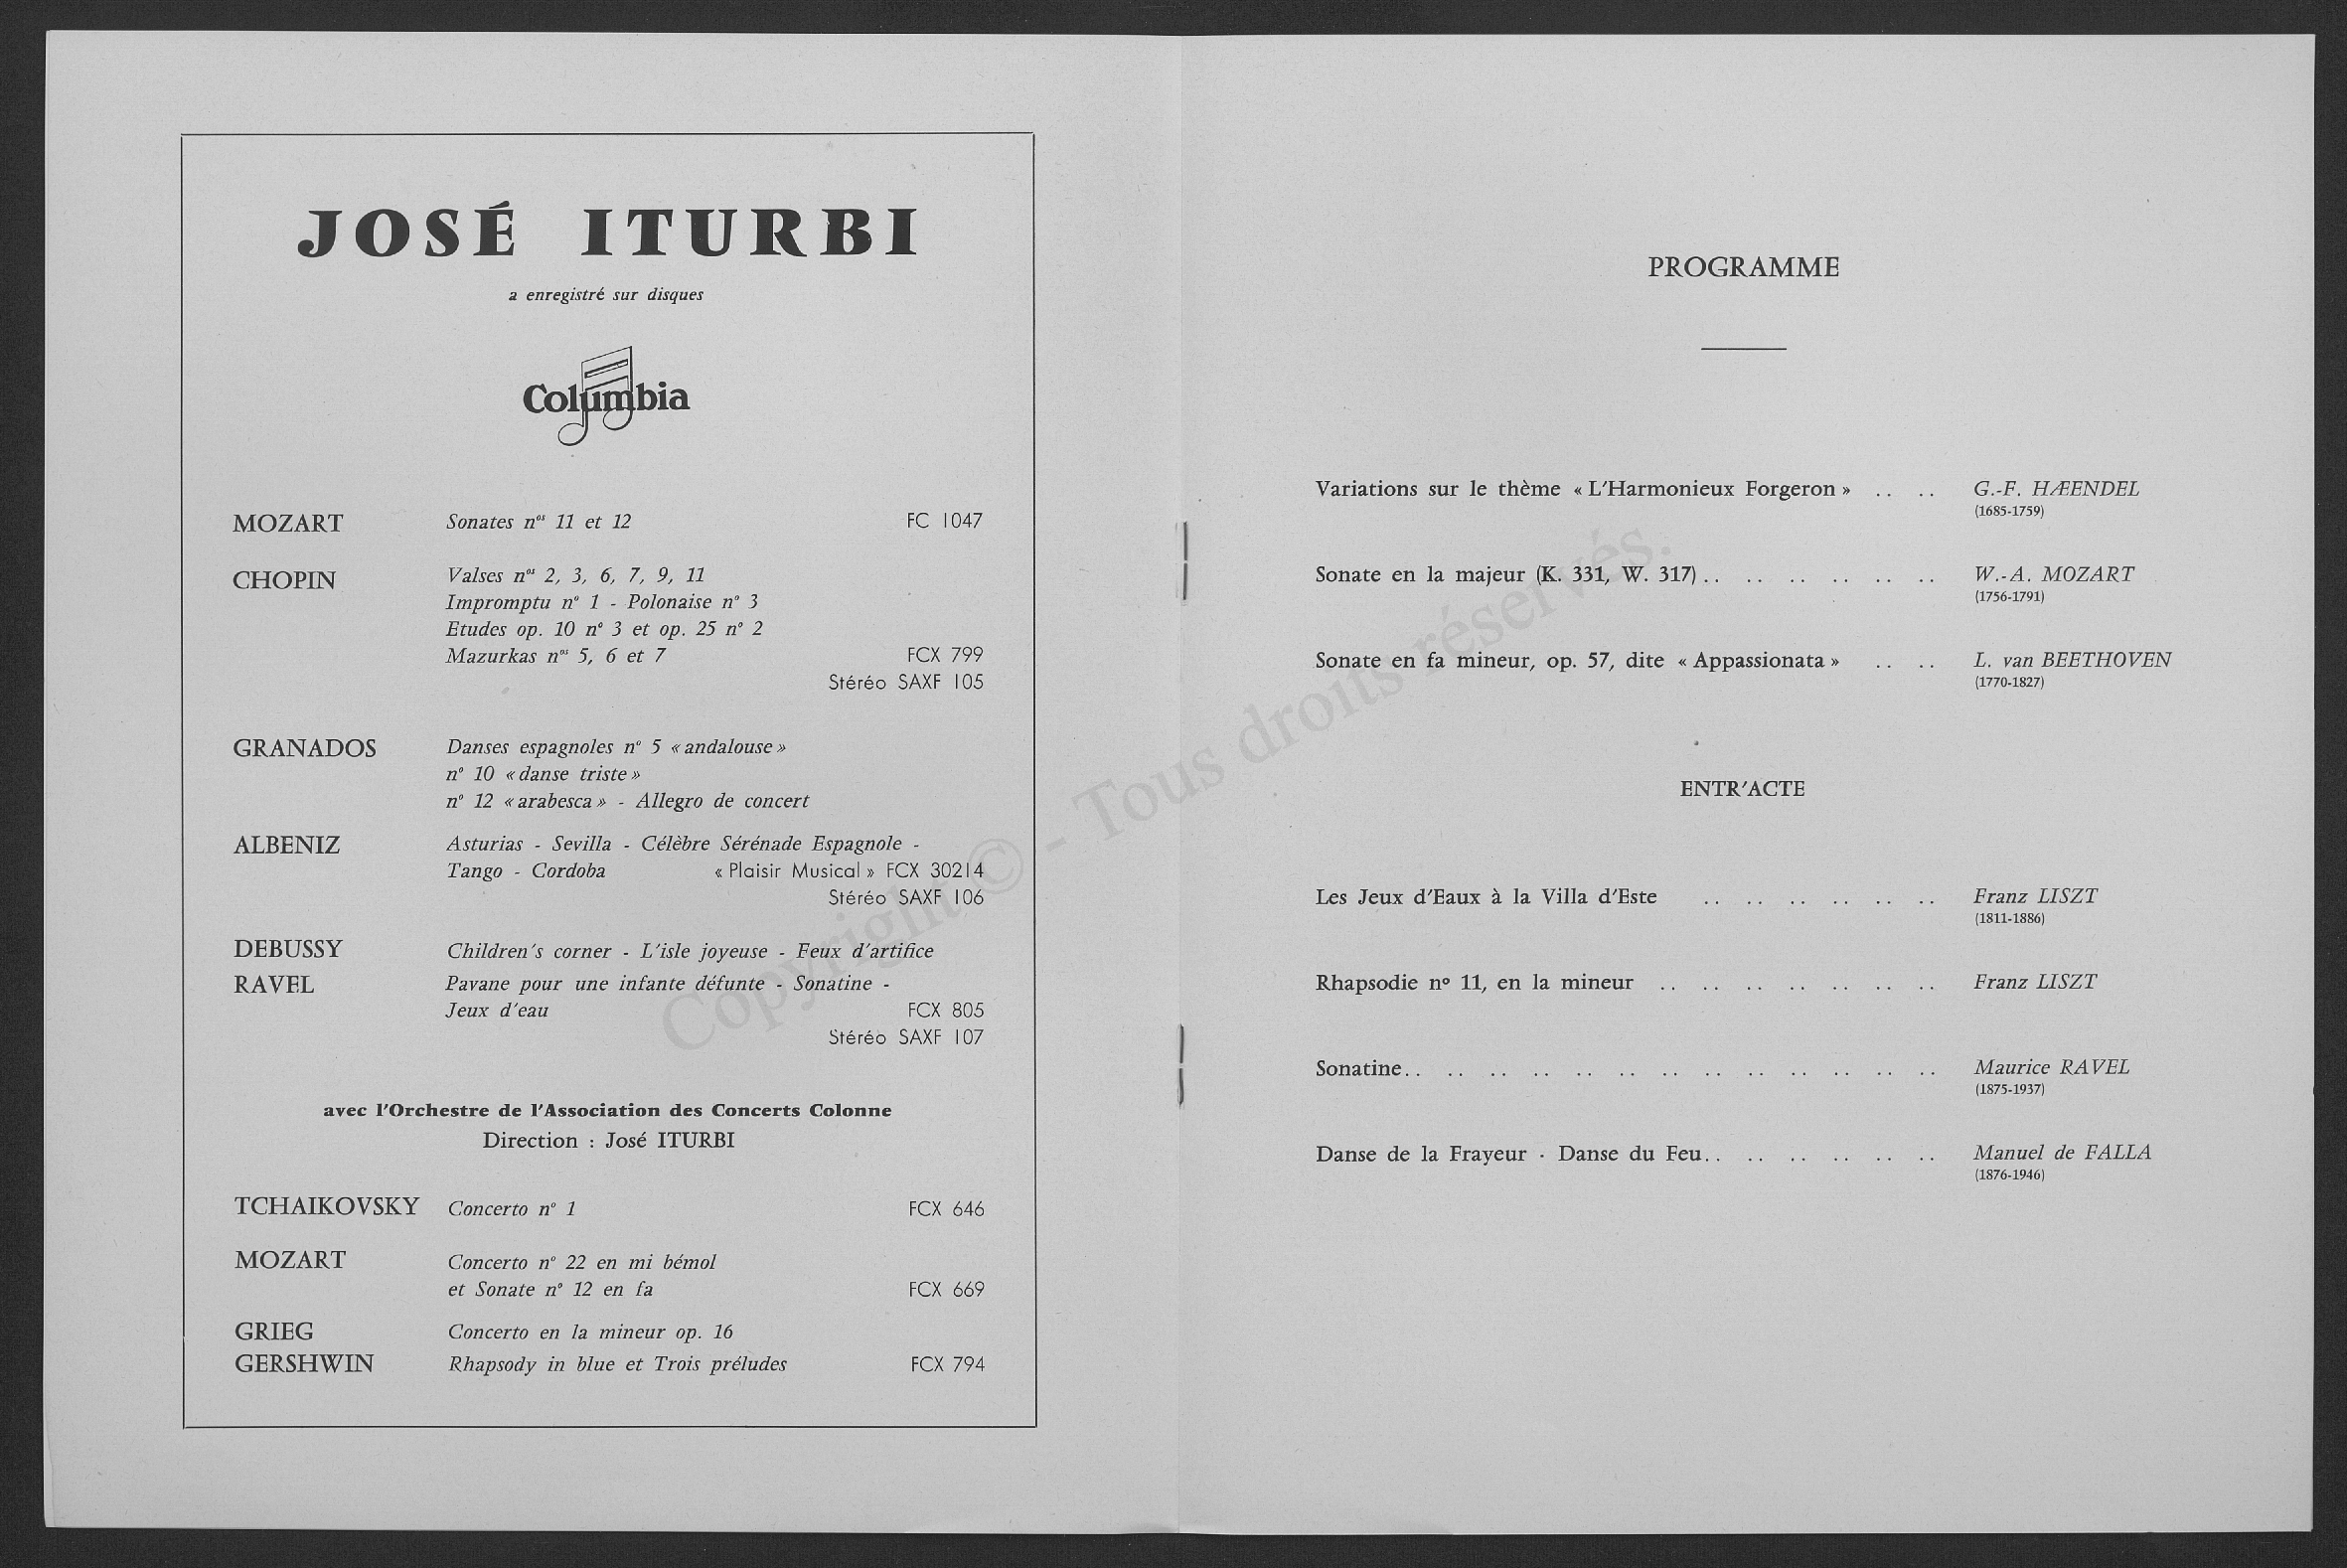 JOSÉ ITURBI
a enregistré sur disques
Columbia
MOZART Sonates nos 11 et 12 FC 1047
CHOPIN Valses nos 2, 3, 6, 7, 9, 11
Impromptu n° 1 - Polonaise n° 3
Etudes op. 10 n° 3 et op. 25 n° 2
Mazurkas nos 5, 6 et 7 FCX 799
Stéréo SAXF 105
GRANADOS Danses espagnoles n° 5 « andalouse »
n° 10 « danse triste »
n° 12 « arabesca » - Allegro de concert
ALBENIZ Asturias - Sevilla - Célèbre Sérénade Espagnole -
Tango - Cordoba « Plaisir Musical » FCX 30214
Stéréo SAXF 106
DEBUSSY Children's corner - L'isle joyeuse - Feux d'artifice
RAVEL Pavane pour une infante défunte - Sonatine -
Jeux d'eau FCX 805
Stéréo SAXF 107
avec l'Orchestre de l'Association des Concerts Colonne
Direction : José ITURBI
TCHAIKOVSKY Concerto n° 1 FCX 646
MOZART Concerto n° 22 en mi bémol
et Sonate n° 12 en fa FCX 669
GRIEG Concerto en la mineur op. 16
GERSHWIN Rhapsody in blue et Trois préludes FCX 794
PROGRAMME
Variations sur le thème « L'Harmonieux Forgeron » .. .. G.-F. HÆENDEL
(1685-1759)
Sonate en la majeur (K. 331, W. 317) .. .. .. .. .. .. W.-A. MOZART
(1756-1791)
Sonate en fa mineur, op. 57, dite « Appassionata » .. .. L. van BEETHOVEN
(1770-1827)
ENTR'ACTE
Les Jeux d'Eaux à la Villa d'Este .. .. .. .. .. .. Franz LISZT
(1811-1886)
Rhapsodie n° 11, en la mineur .. .. .. .. .. .. .. Franz LISZT
Sonatine .. .. .. .. .. .. .. .. .. .. .. .. .. Maurice RAVEL
(1875-1937)
Danse de la Frayeur - Danse du Feu .. .. .. .. .. .. Manuel de FALLA
(1876-1946)
Copyright © - Tous droits réservés.